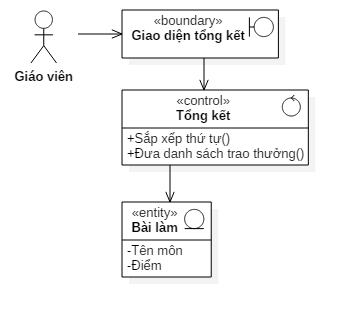 «boundary»
Giao diện tổng kết
Giáo viên
«control»
Tổng kết
+Sắp xếp thứ tự()
+Đưa danh sách trao thưởng()
«entity»
Bài làm
-Tên môn
-Điểm